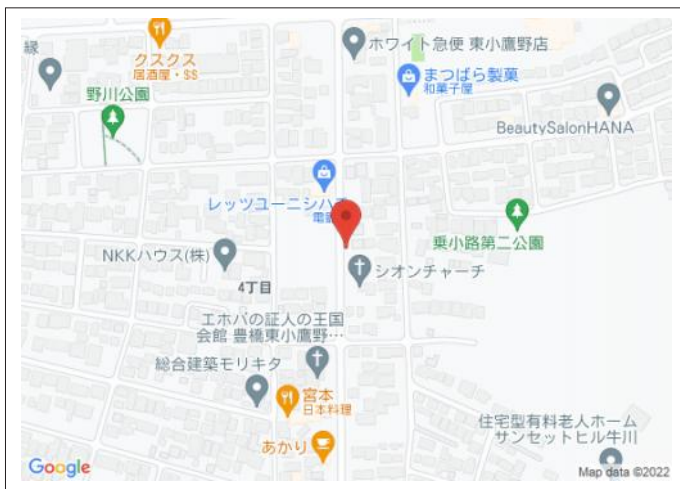 縁
クスクス
居酒屋・$S
野川公園
ホワイト急便 東小鷹野店
まつばら製菓
和菓子屋
BeautySalonHANA
レッツユーニシハラ
電器
NKKハウス(株)
4丁目
シオンチャーチ
乗小路第二公園
エホバの証人の王国
会館 豊橋東小鷹野…
総合建築モリキタ
宮本
日本料理
あかり
住宅型有料老人ホーム
サンセットヒル牛川
Google
Map data ©2022